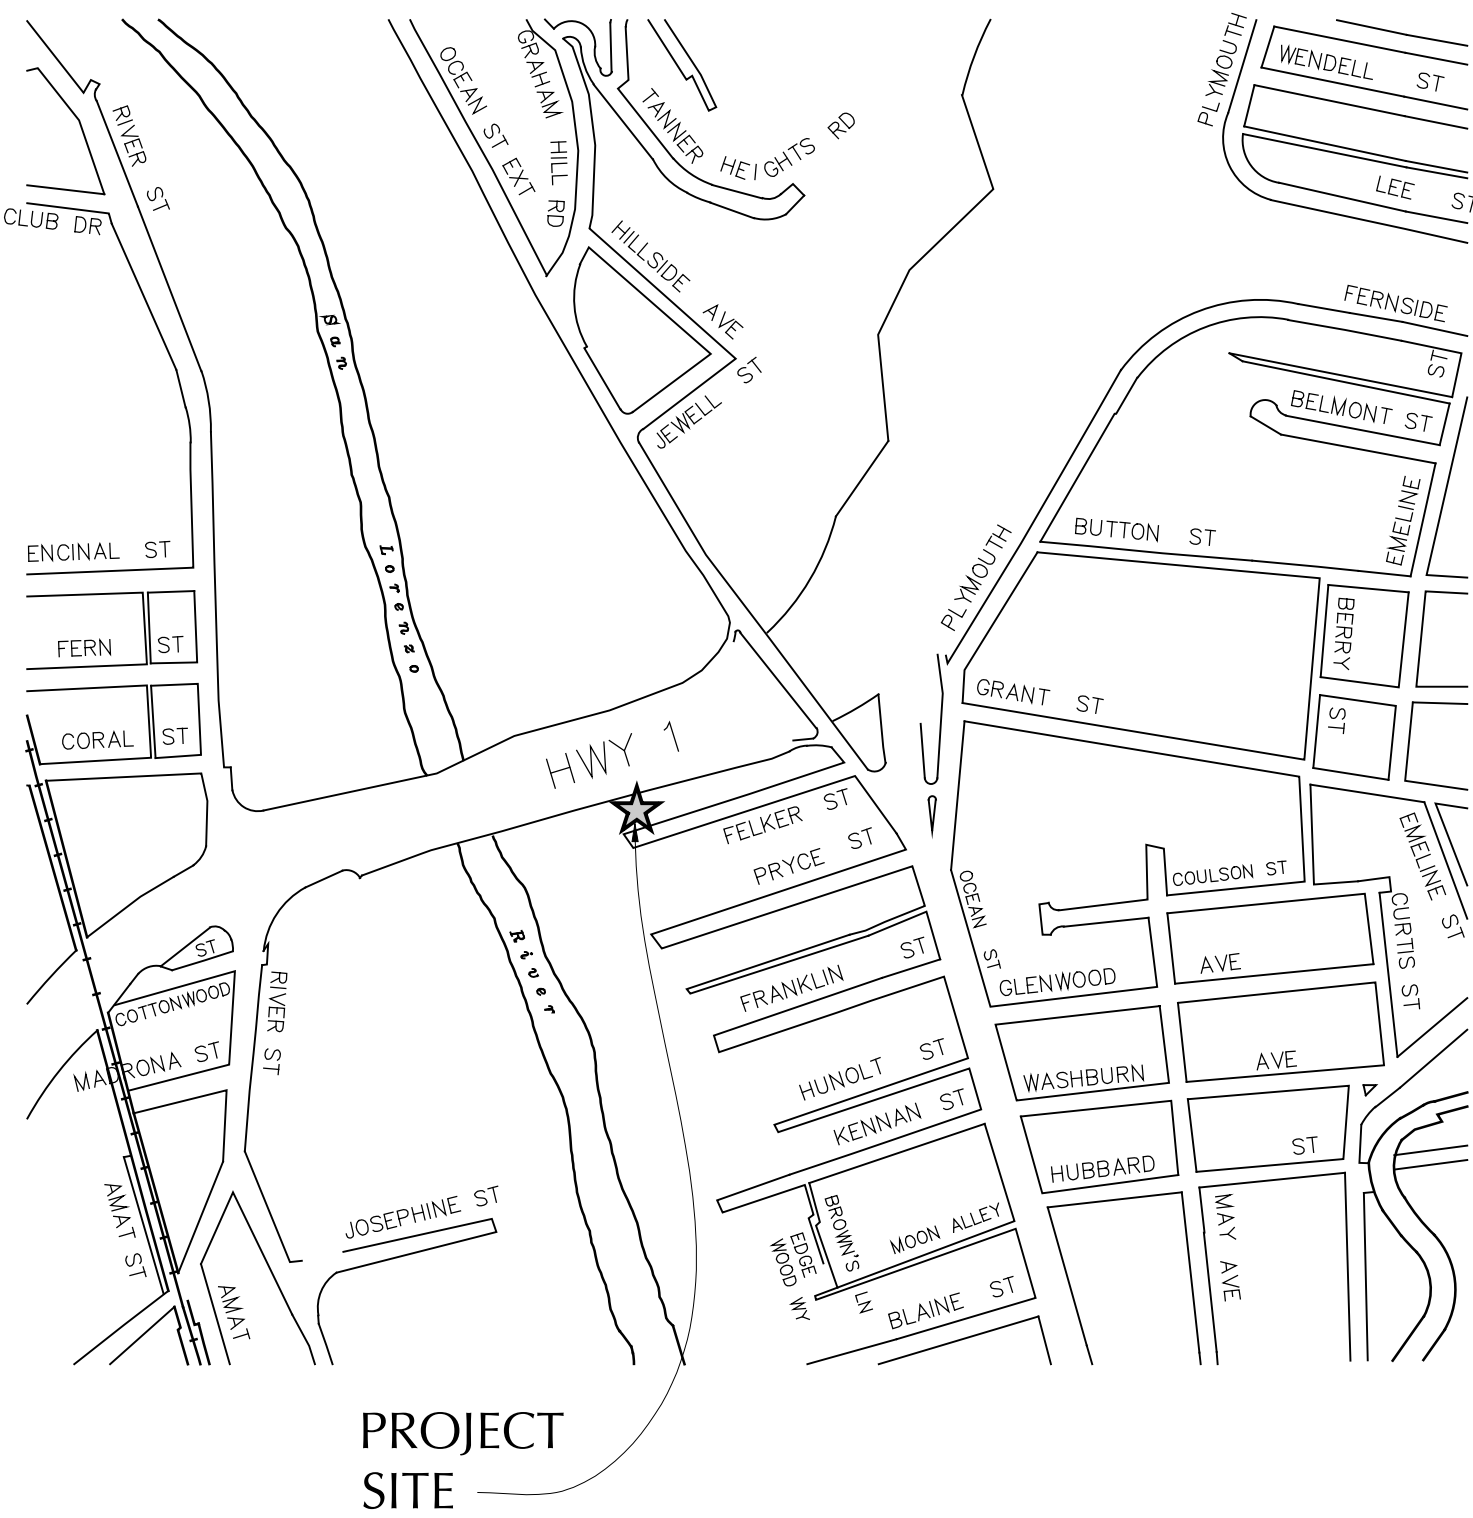 PLYMOUTH
WENDELL ST
LEE ST
GRAHAM HILL RD
OCEAN ST EXT
TANNER HEIGHTS RD
RIVER ST
CLUB DR
HILLSIDE AVE
JEWELL ST
San Lorenzo River
FERNSIDE
ST
BELMONT ST
EMELINE
BUTTON ST
PLYMOUTH
BERRY ST
GRANT ST
ENCINAL ST
FERN ST
CORAL ST
HWY 1
FELKER ST
PRYCE ST
COULSON ST
EMELINE ST
CURTIS ST
OCEAN ST
FRANKLIN ST
GLENWOOD AVE
COTTONWOOD ST
MADRONA ST
RIVER ST
HUNOLT ST
KENNAN ST
WASHBURN AVE
HUBBARD ST
MAY AVE
AMAT ST
AMAT
JOSEPHINE ST
BROWN'S LN
EDGE
WOOD WY
MOON ALLEY
BLAINE ST
PROJECT
SITE